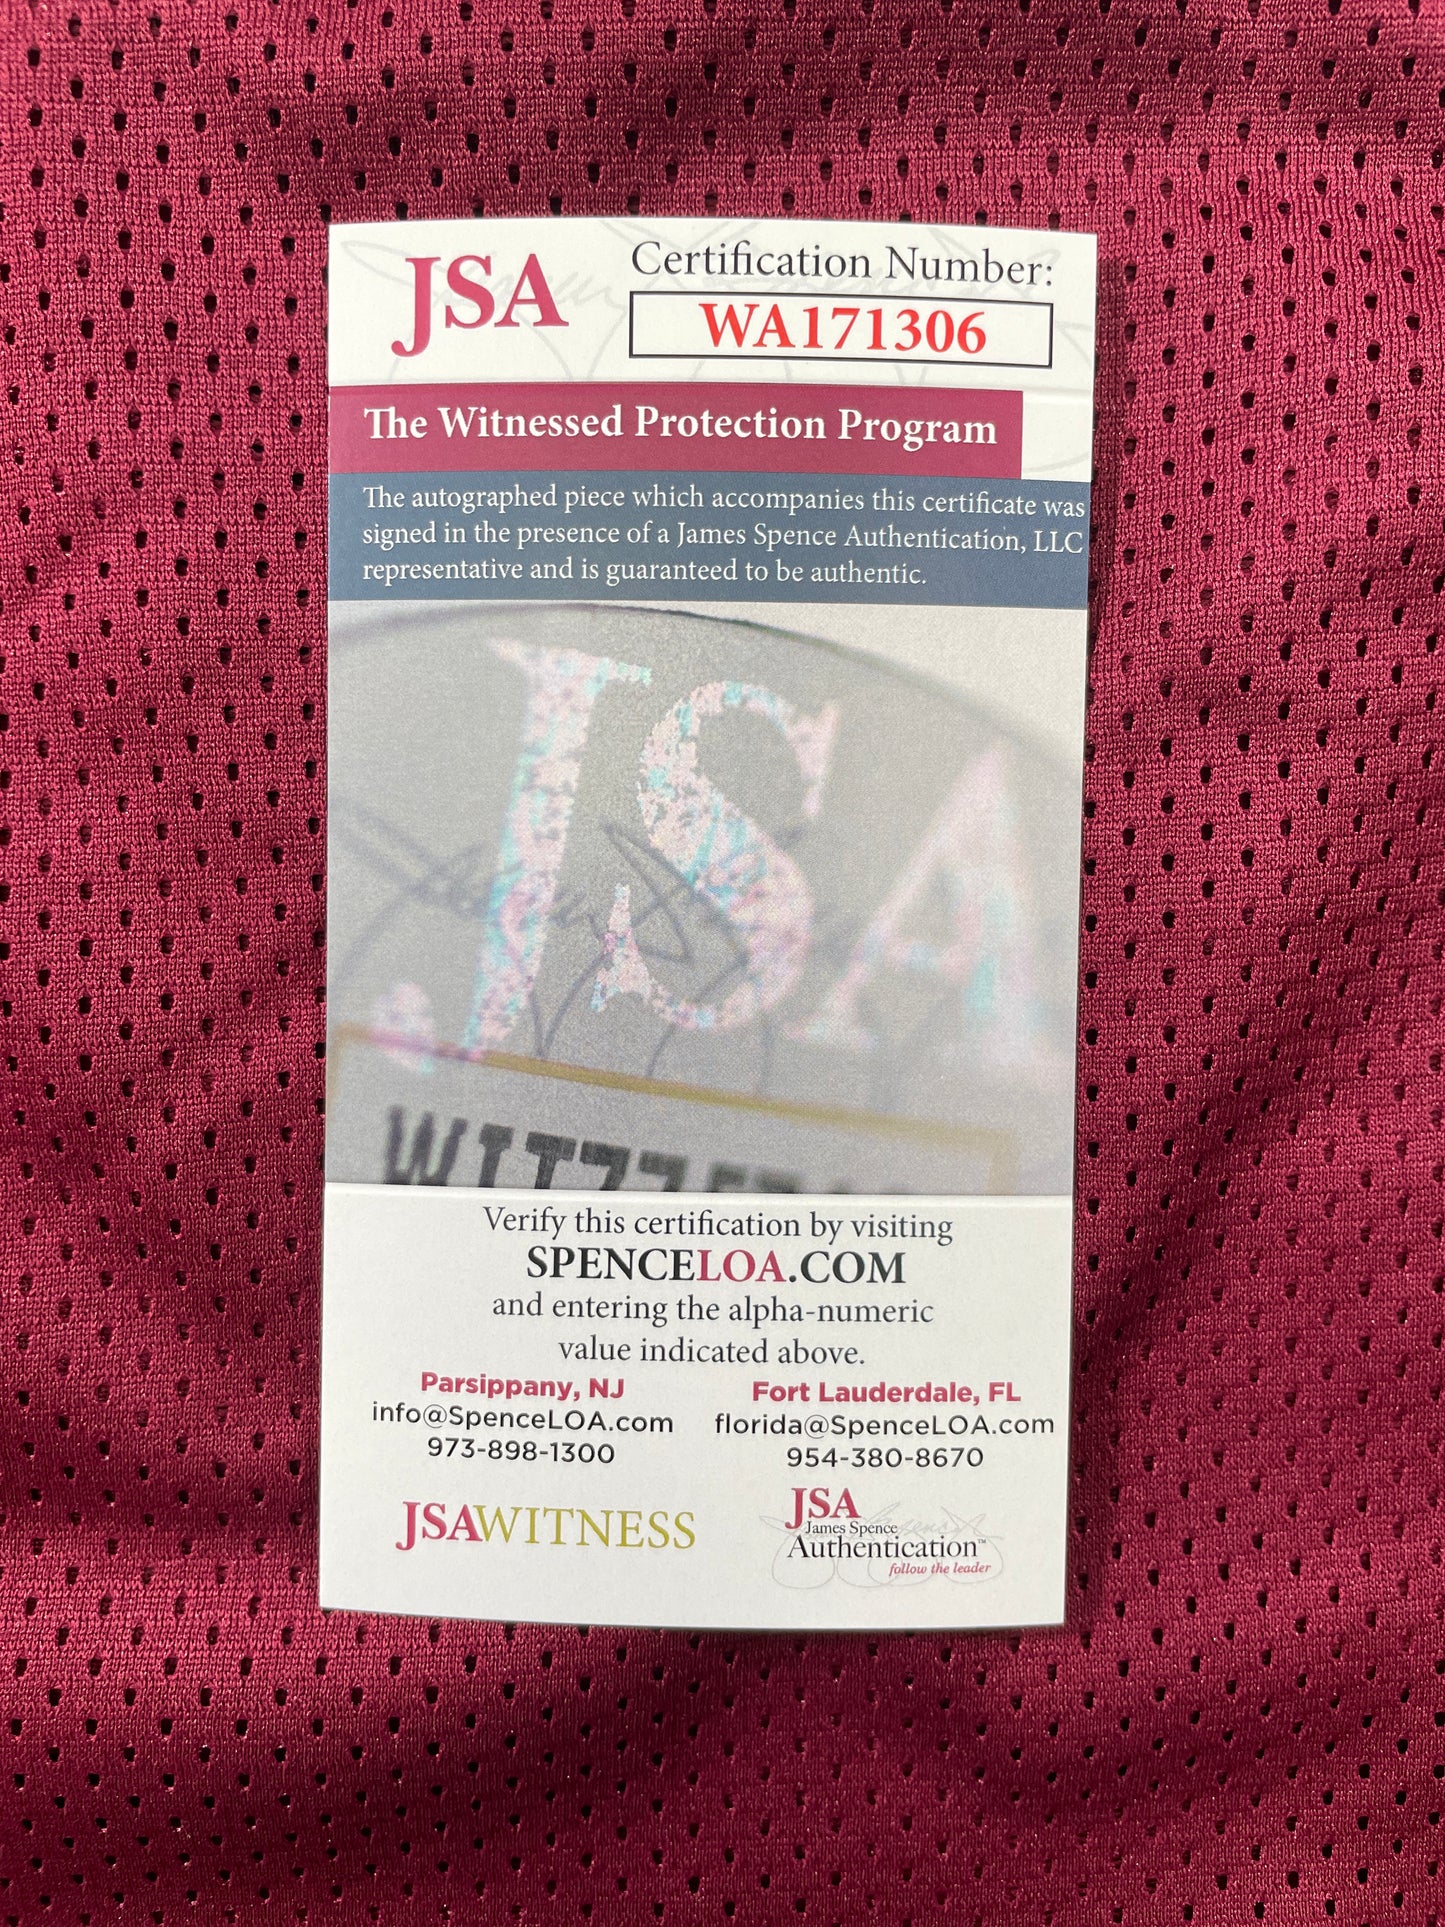 JSA
Certification Number:
WA171306
The Witnessed Protection Program
The autographed piece which accompanies this certificate was
signed in the presence of a James Spence Authentication, LLC
representative and is guaranteed to be authentic.
JSA
Verify this certification by visiting
SPENCELOA.COM
and entering the alpha-numeric
value indicated above.
Parsippany, NJ
info@SpenceLOA.com
973-898-1300
Fort Lauderdale, FL
florida@SpenceLOA.com
954-380-8670
JSAWITNESS
JSA
James Spence
Authentication™
follow the leader